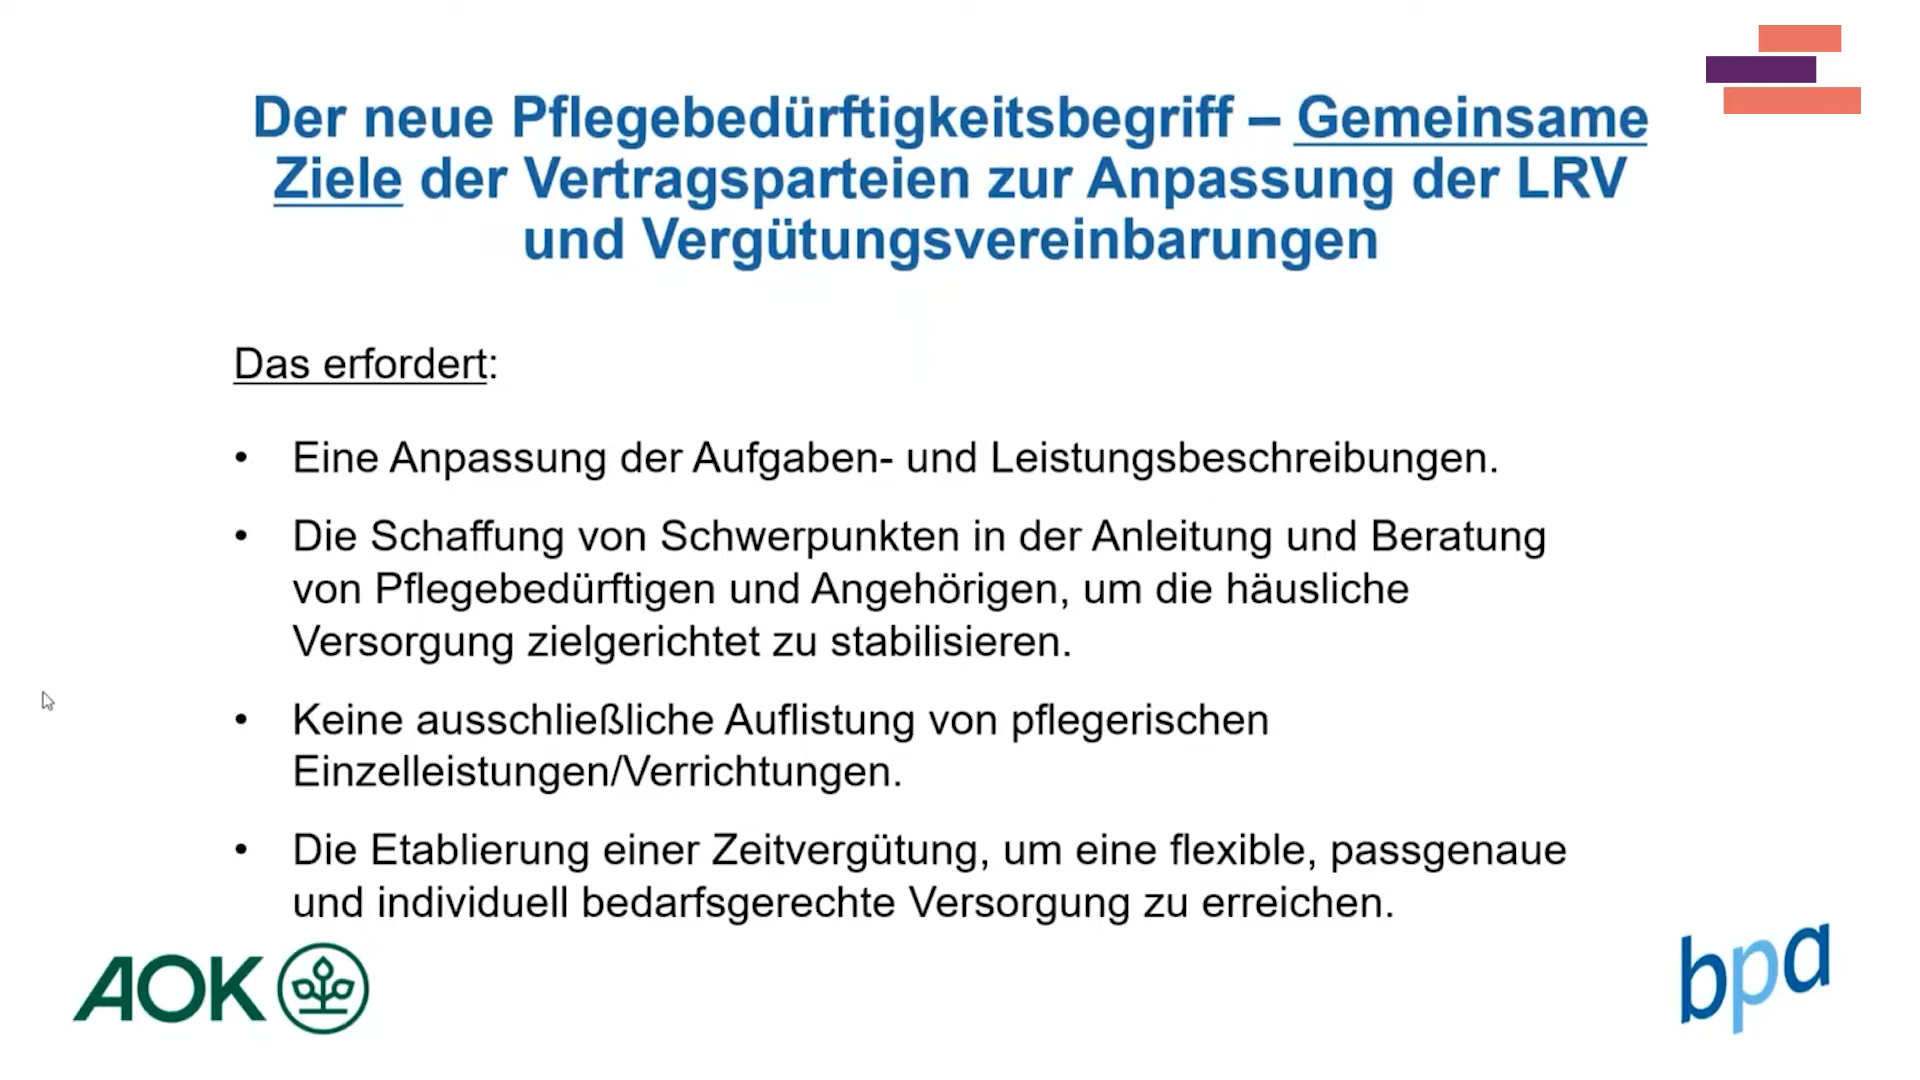 Der neue Pflegebedürftigkeitsbegriff – Gemeinsame
Ziele der Vertragsparteien zur Anpassung der LRV
und Vergütungsvereinbarungen
Das erfordert:
• Eine Anpassung der Aufgaben- und Leistungsbeschreibungen.
• Die Schaffung von Schwerpunkten in der Anleitung und Beratung
von Pflegebedürftigen und Angehörigen, um die häusliche
Versorgung zielgerichtet zu stabilisieren.
• Keine ausschließliche Auflistung von pflegerischen
Einzelleistungen/Verrichtungen.
• Die Etablierung einer Zeitvergütung, um eine flexible, passgenaue
und individuell bedarfsgerechte Versorgung zu erreichen.
AOK
bpa